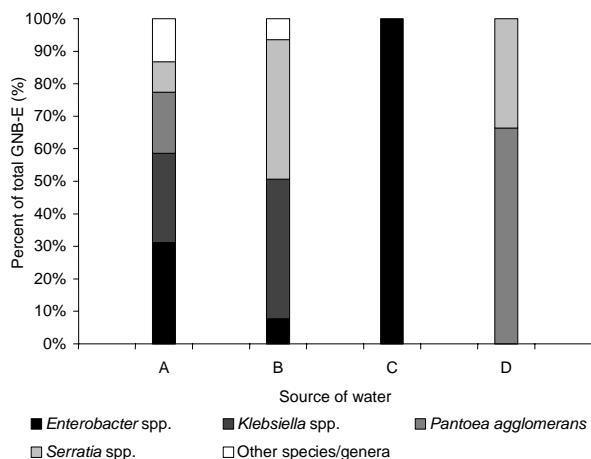 100%
90%
80%
70%
60%
50%
40%
30%
20%
10%
0%
Percent of total GNB-E (%)
A B C D
Source of water
Enterobacter spp. Klebsiella spp. Pantoea agglomerans
Serratia spp. Other species/genera